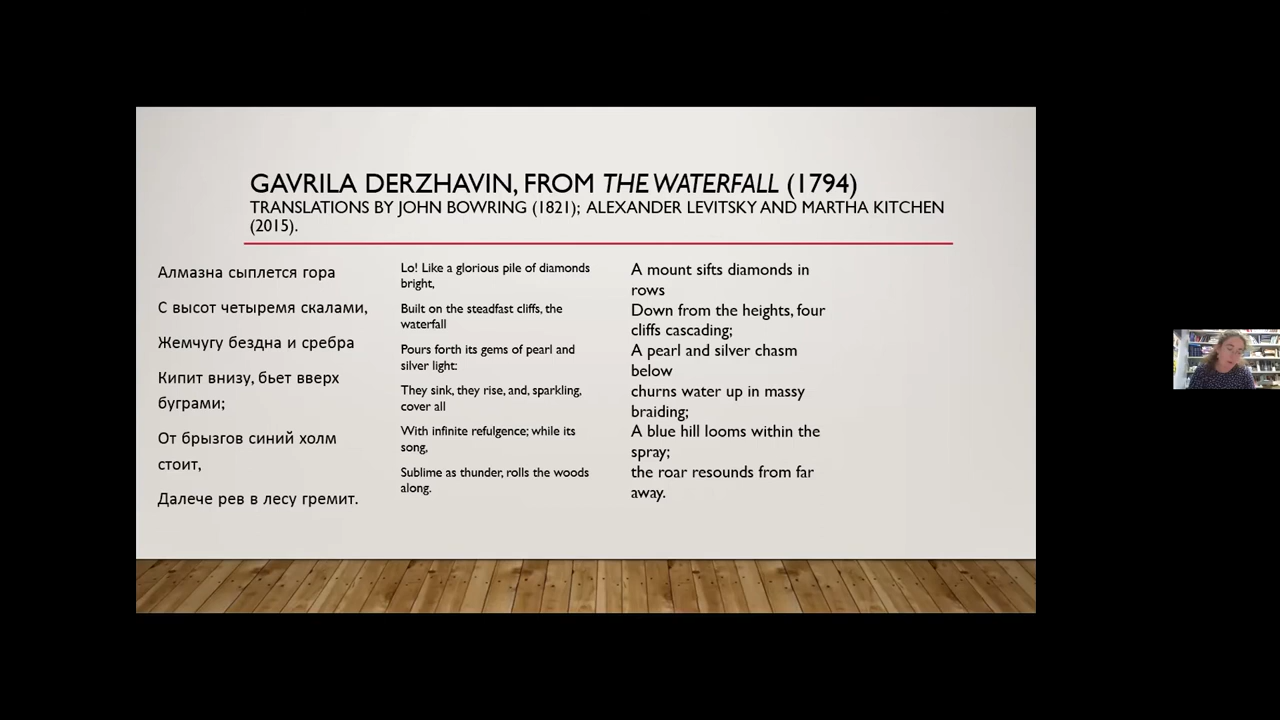 GAVRILA DERZHAVIN, FROM THE WATERFALL (1794)
TRANSLATIONS BY JOHN BOWRING (1821); ALEXANDER LEVITSKY AND MARTHA KITCHEN
(2015).
Алмазна сыплется гора
С высот четыремя скалами,
Жемчугу бездна и сребра
Кипит внизу, бьет вверх
буграми;
От брызгов синий холм
стоит,
Далече рев в лесу гремит.
Lo! Like a glorious pile of diamonds
bright,
Built on the steadfast cliffs, the
waterfall
Pours forth its gems of pearl and
silver light:
They sink, they rise, and, sparkling,
cover all
With infinite refulgence; while its
song,
Sublime as thunder, rolls the woods
along.
A mount sifts diamonds in
rows
Down from the heights, four
cliffs cascading;
A pearl and silver chasm
below
churns water up in massy
braiding;
A blue hill looms within the
spray;
the roar resounds from far
away.